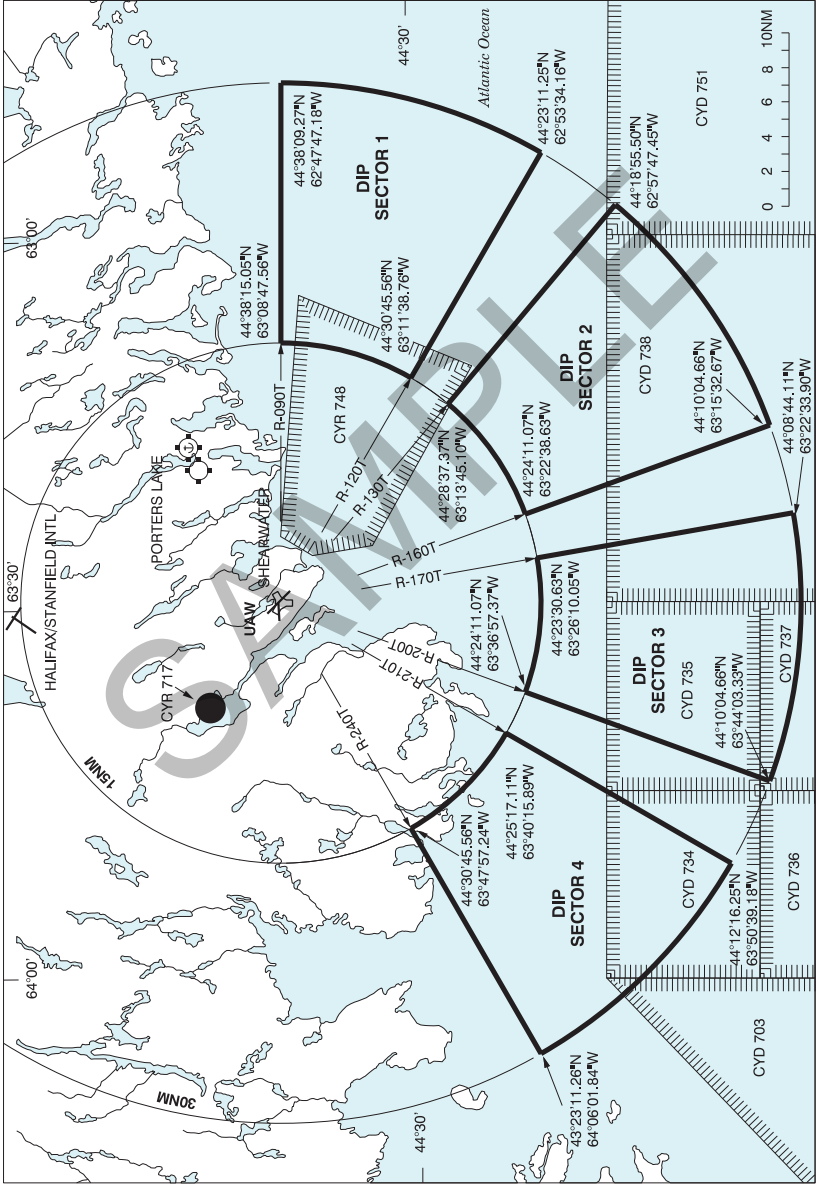 44°30'
Atlantic Ocean
10NM
8
6
4
2
0
CYD 751
44°38'09.27"N
62°47'47.18"W
44°23'11.25"N
62°53'34.16"W
DIP
SECTOR 1
44°18'55.50"N
62°57'47.45"W
63°00'
44°38'15.05"N
63°08'47.56"W
44°30'45.56"N
63°11'38.76"W
DIP
SECTOR 2
CYD 738
44°10'04.66"N
63°15'32.67"W
44°08'44.11"N
63°22'33.90"W
R-090T
CYR 748
R-120T
R-130T
44°28'37.37"N
63°13'45.10"W
44°24'11.07"N
63°22'38.63"W
PORTERS LAKE
SHEARWATER
UAW
63°30'
HALIFAX/STANFIELD INTL
R-160T
R-170T
44°23'30.63"N
63°26'10.05"W
44°24'11.07"N
63°36'57.37"W
R-200T
R-210T
R-240T
CYR 717
DIP
SECTOR 3
CYD 735
44°10'04.66"N
63°44'03.33"W
CYD 737
15NM
44°25'17.11"N
63°40'15.89"W
44°30'45.56"N
63°47'57.24"W
DIP
SECTOR 4
CYD 734
44°12'16.25"N
63°50'39.18"W
CYD 736
64°00'
CYD 703
30NM
43°23'11.26"N
64°06'01.84"W
44°30'
SAMPLE